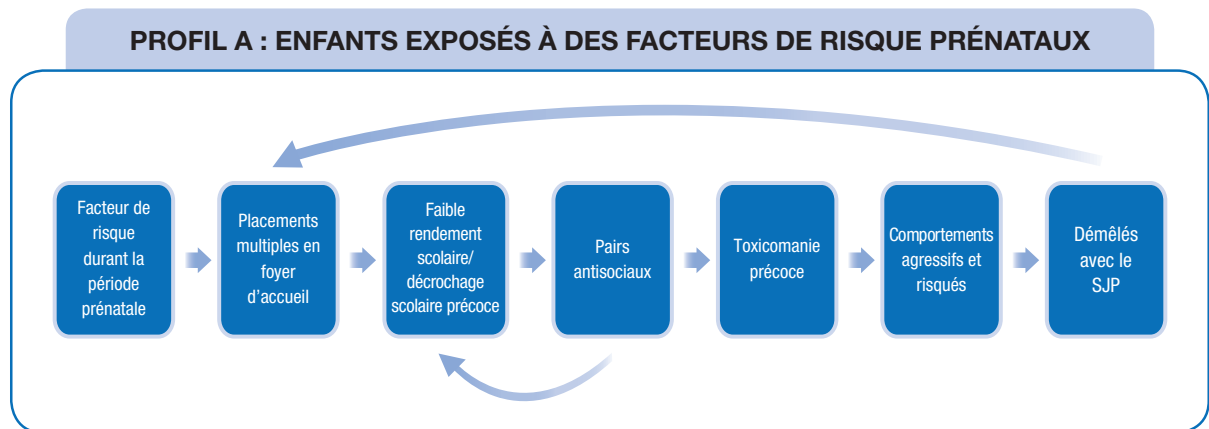 PROFIL A : ENFANTS EXPOSÉS À DES FACTEURS DE RISQUE PRÉNATAUX
Facteur de
risque
durant la
période
prénatale
Placements
multiples en
foyer
d’accueil
Faible
rendement
scolaire/
décrochage
scolaire précoce
Pairs
antisociaux
Toxicomanie
précoce
Comportements
agressifs et
risqués
Démêlés
avec le
SJP